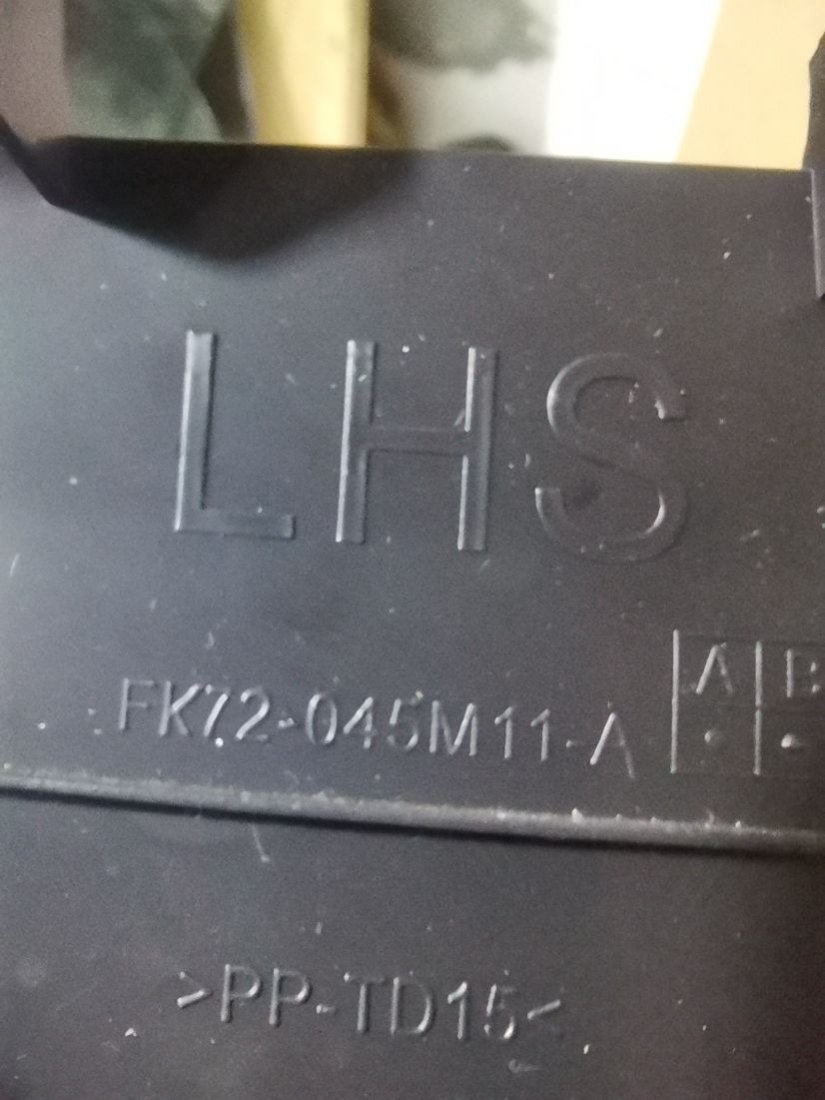 LHS
FK72-045M11-A
A B
>PP-TD15<